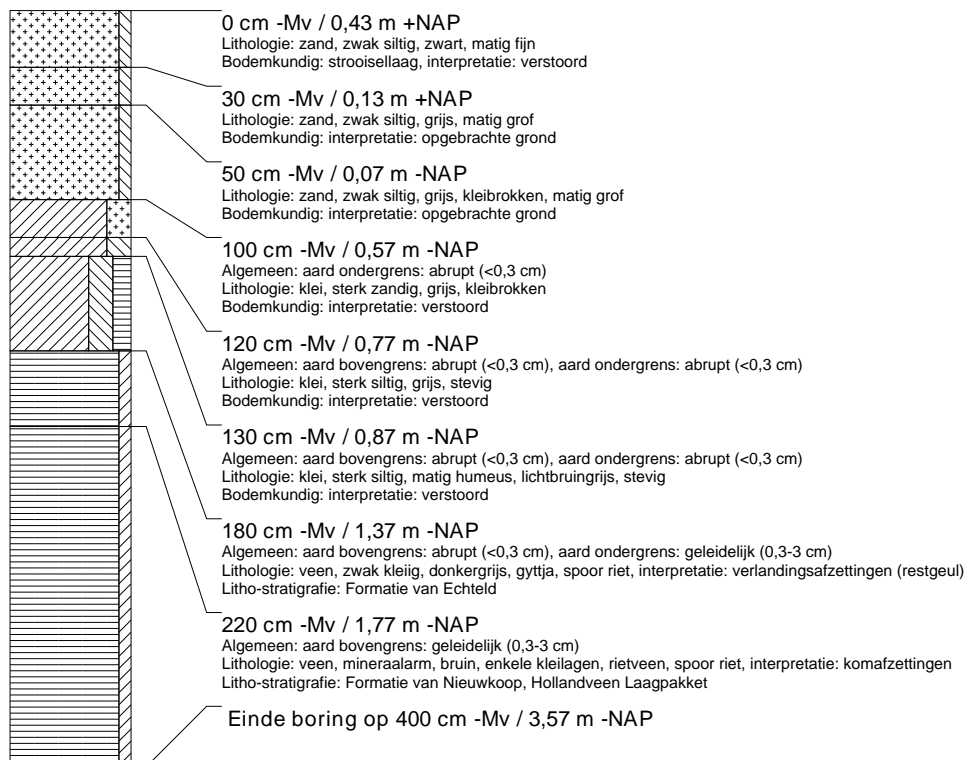 0 cm -Mv / 0,43 m +NAP
Lithologie: zand, zwak siltig, zwart, matig fijn
Bodemkundig: strooisellaag, interpretatie: verstoord
30 cm -Mv / 0,13 m +NAP
Lithologie: zand, zwak siltig, grijs, matig grof
Bodemkundig: interpretatie: opgebrachte grond
50 cm -Mv / 0,07 m -NAP
Lithologie: zand, zwak siltig, grijs, kleibrokken, matig grof
Bodemkundig: interpretatie: opgebrachte grond
100 cm -Mv / 0,57 m -NAP
Algemeen: aard ondergrens: abrupt (<0,3 cm)
Lithologie: klei, sterk zandig, grijs, kleibrokken
Bodemkundig: interpretatie: verstoord
120 cm -Mv / 0,77 m -NAP
Algemeen: aard bovengrens: abrupt (<0,3 cm), aard ondergrens: abrupt (<0,3 cm)
Lithologie: klei, sterk siltig, grijs, stevig
Bodemkundig: interpretatie: verstoord
130 cm -Mv / 0,87 m -NAP
Algemeen: aard bovengrens: abrupt (<0,3 cm), aard ondergrens: abrupt (<0,3 cm)
Lithologie: klei, sterk siltig, matig humeus, lichtbruingrijs, stevig
Bodemkundig: interpretatie: verstoord
180 cm -Mv / 1,37 m -NAP
Algemeen: aard bovengrens: abrupt (<0,3 cm), aard ondergrens: geleidelijk (0,3-3 cm)
Lithologie: veen, zwak kleiig, donkergrijs, gyttja, spoor riet, interpretatie: verlandingsafzettingen (restgeul)
Litho-stratigrafie: Formatie van Echteld
220 cm -Mv / 1,77 m -NAP
Algemeen: aard bovengrens: geleidelijk (0,3-3 cm)
Lithologie: veen, mineraalarm, bruin, enkele kleilagen, rietveen, spoor riet, interpretatie: komafzettingen
Litho-stratigrafie: Formatie van Nieuwkoop, Hollandveen Laagpakket
Einde boring op 400 cm -Mv / 3,57 m -NAP